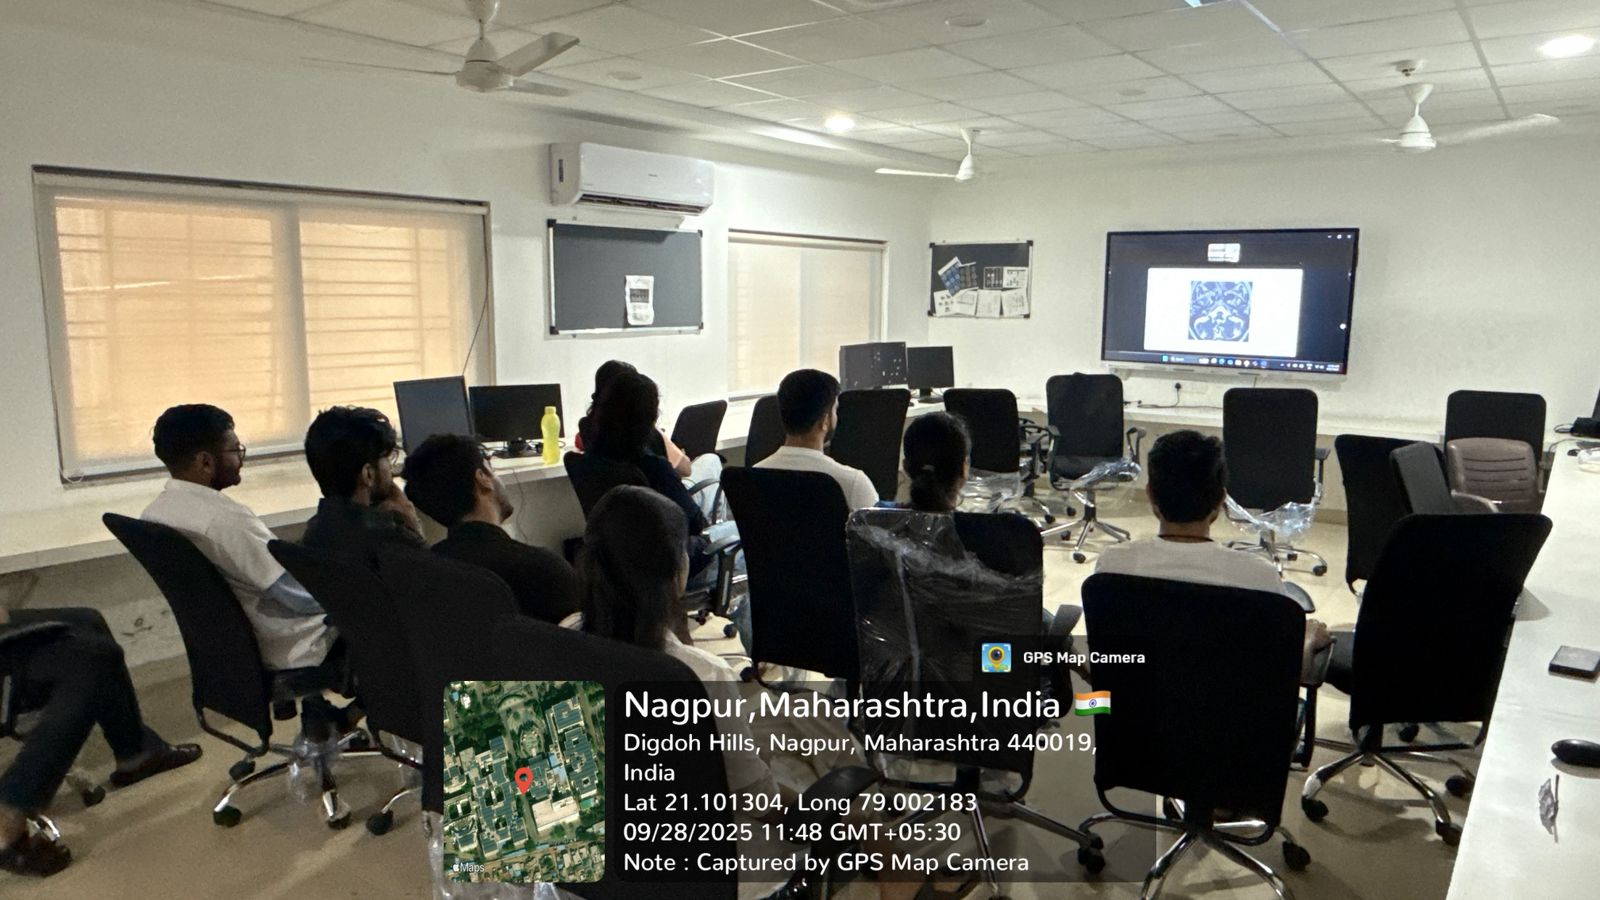 GPS Map Camera
Nagpur,Maharashtra,India
Digdoh Hills, Nagpur, Maharashtra 440019,
India
Lat 21.101304, Long 79.002183
09/28/2025 11:48 GMT+05:30
Note : Captured by GPS Map Camera
Maps